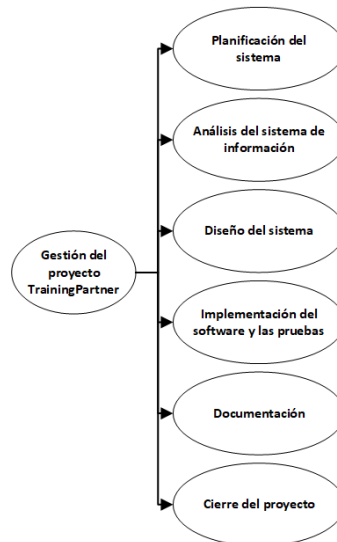 Planificación del
sistema
Análisis del sistema de
información
Diseño del sistema
Gestión del
proyecto
TrainingPartner
Implementación del
software y las pruebas
Documentación
Cierre del proyecto